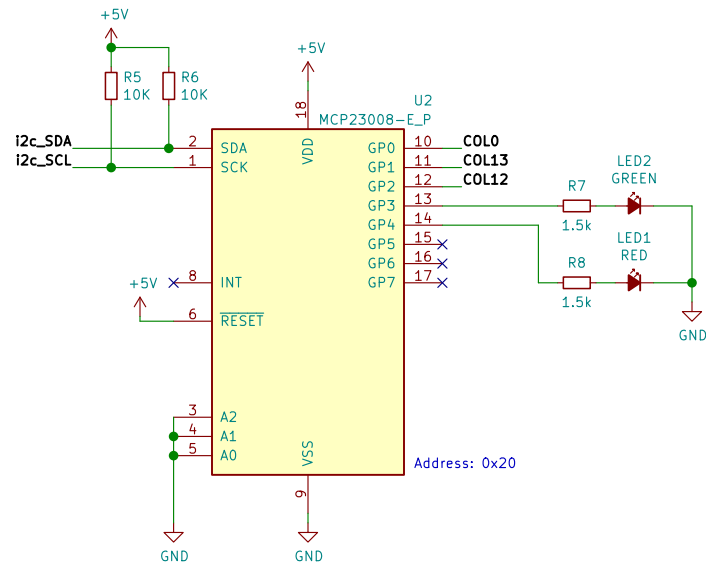 +5V
R5
10K
R6
10K
+5V
U2
MCP23008-E_P
i2c_SDA
i2c_SCL
2
1
SDA
SCK
18
VDD
GP0
GP1
GP2
GP3
GP4
GP5
GP6
GP7
10
11
12
13
14
15
16
17
COL0
COL13
COL12
R7
1.5k
LED2
GREEN
R8
1.5k
LED1
RED
GND
+5V
8
INT
6
RESET
3
4
5
A2
A1
A0
VSS
9
Address: 0x20
GND
GND